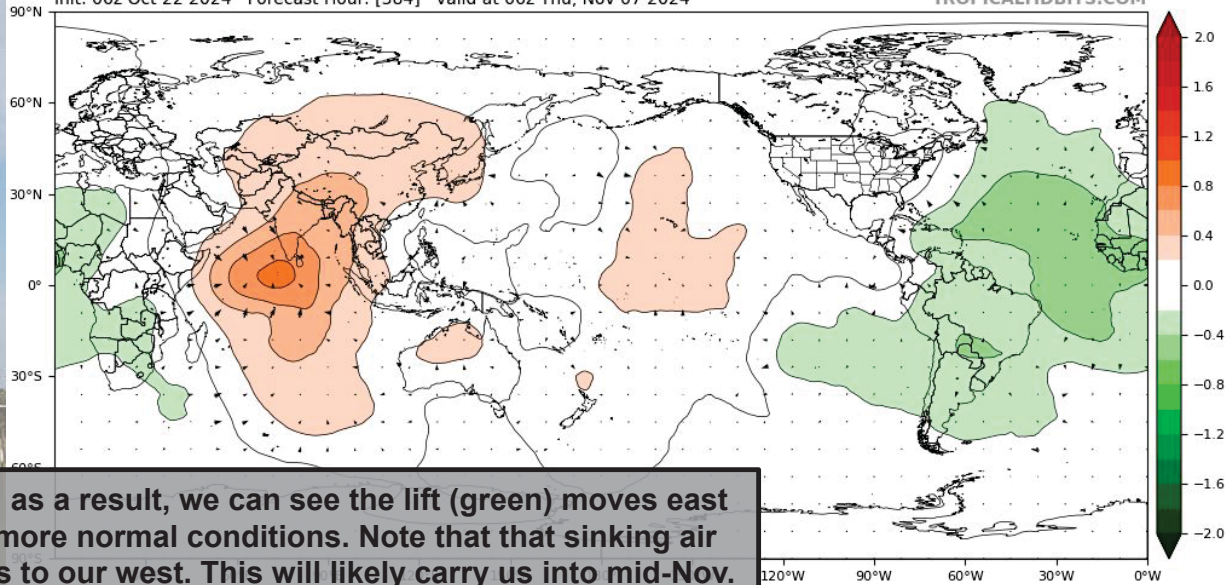 Init: 06z Oct 22 2024 Forecast Hour: [384] valid at 06z Thu, Nov 07 2024 TROPICALTIDBITS.COM
90°N
60°N
30°N
0°
30°S
60°S
90°S
2.0
1.6
1.2
0.8
0.4
0.0
−0.4
−0.8
−1.2
−1.6
−2.0
as a result, we can see the lift (green) moves east
more normal conditions. Note that that sinking air
s to our west. This will likely carry us into mid-Nov.
120°W 90°W 60°W 30°W 0°W